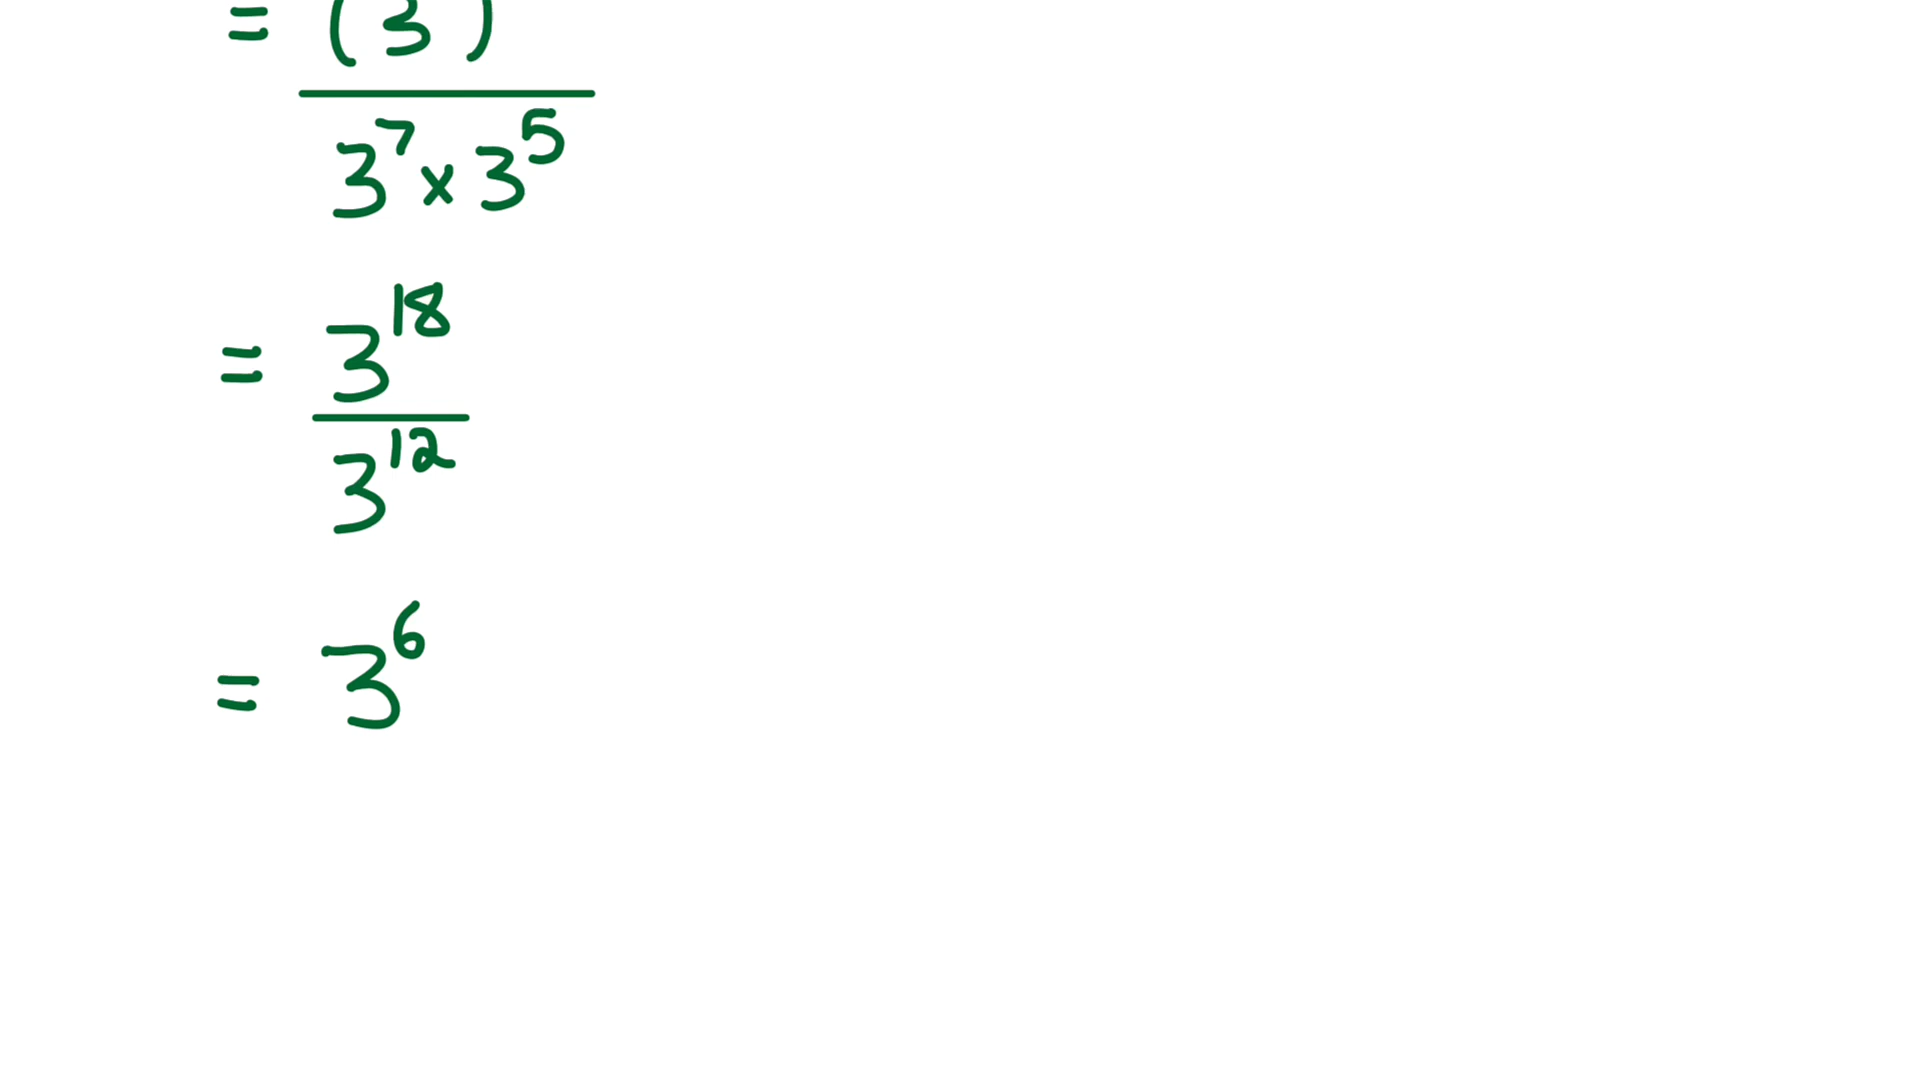 = (3 )
3⁷ x 3⁵
= 3¹⁸
3¹²
= 3⁶